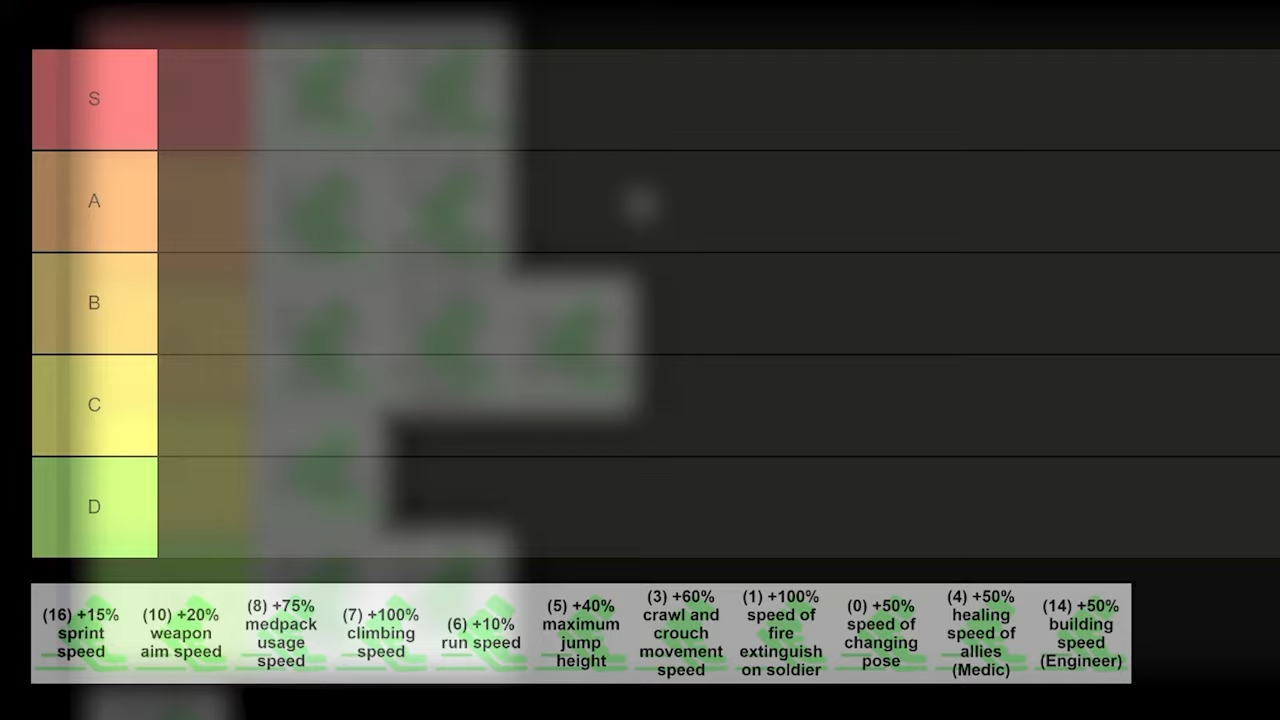 S
A
B
C
D
(16) +15%
sprint
speed
(10) +20%
weapon
aim speed
(8) +75%
medpack
usage
speed
(7) +100%
climbing
speed
(6) +10%
run speed
(5) +40%
maximum
jump
height
(3) +60%
crawl and
crouch
movement
speed
(1) +100%
speed of
fire
extinguish
on soldier
(0) +50%
speed of
changing
pose
(4) +50%
healing
speed of
allies
(Medic)
(14) +50%
building
speed
(Engineer)